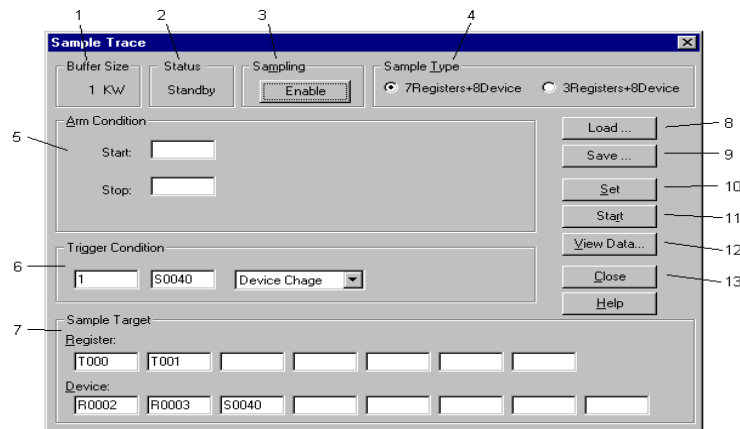 1 2 3 4
Sample Trace
Buffer Size Status Sampling Sample Type
1 KW Standby Enable 7Registers+8Device 3Registers+8Device
Arm Condition
Load ... 8
5 Start:
Save ... 9
Stop:
Set 10
Start 11
Trigger Condition
View Data... 12
6 1 S0040 Device Chage
Close 13
Help
7 Sample Target
Register:
T000 T001
Device:
R0002 R0003 S0040